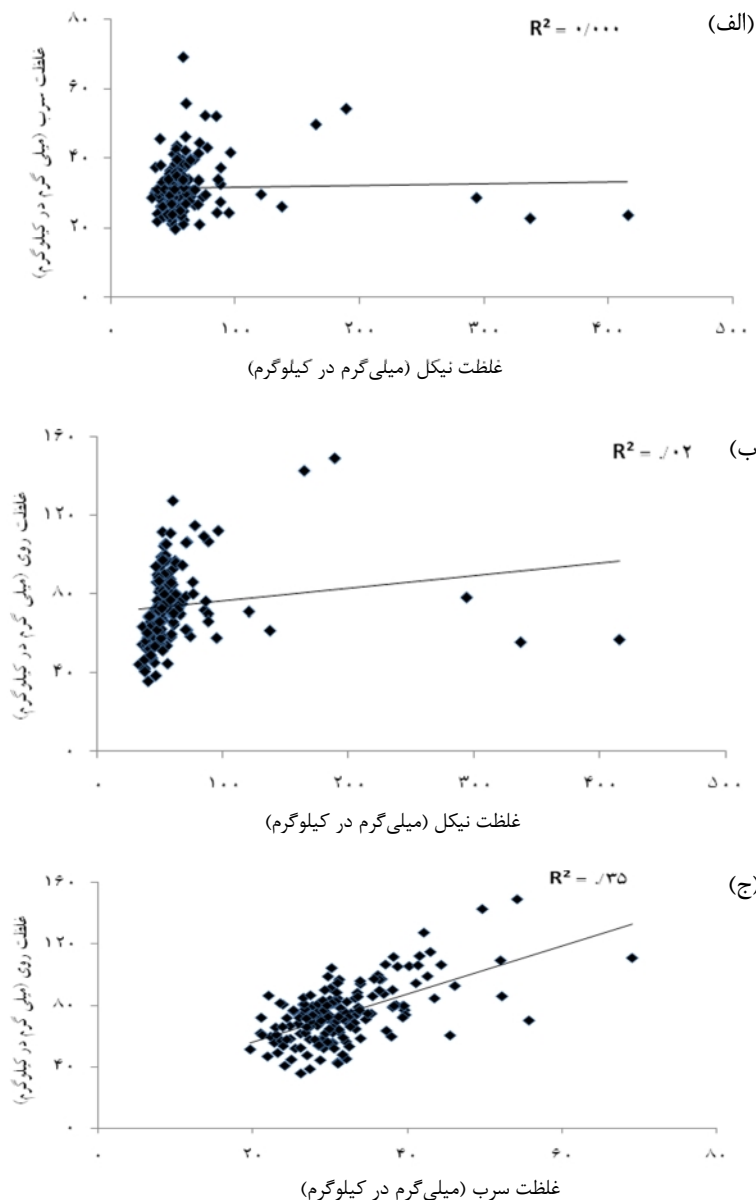 (الف)
R² = ۰/۰۰۰
غلظت سرب (میلی گرم در کیلوگرم)
۸۰
۶۰
۴۰
۲۰
۰
۰ ۱۰۰ ۲۰۰ ۳۰۰ ۴۰۰ ۵۰۰
غلظت نیکل (میلی‌گرم در کیلوگرم)
ب)
R² = ۰/۰۲
غلظت روی (میلی گرم در کیلوگرم)
۱۶۰
۱۲۰
۸۰
۴۰
۰
۰ ۱۰۰ ۲۰۰ ۳۰۰ ۴۰۰ ۵۰۰
غلظت نیکل (میلی‌گرم در کیلوگرم)
(ج)
R² = ۰/۳۵
غلظت روی (میلی گرم در کیلوگرم)
۱۶۰
۱۲۰
۸۰
۴۰
۰
۰ ۲۰ ۴۰ ۶۰ ۸۰
غلظت سرب (میلی‌گرم در کیلوگرم)